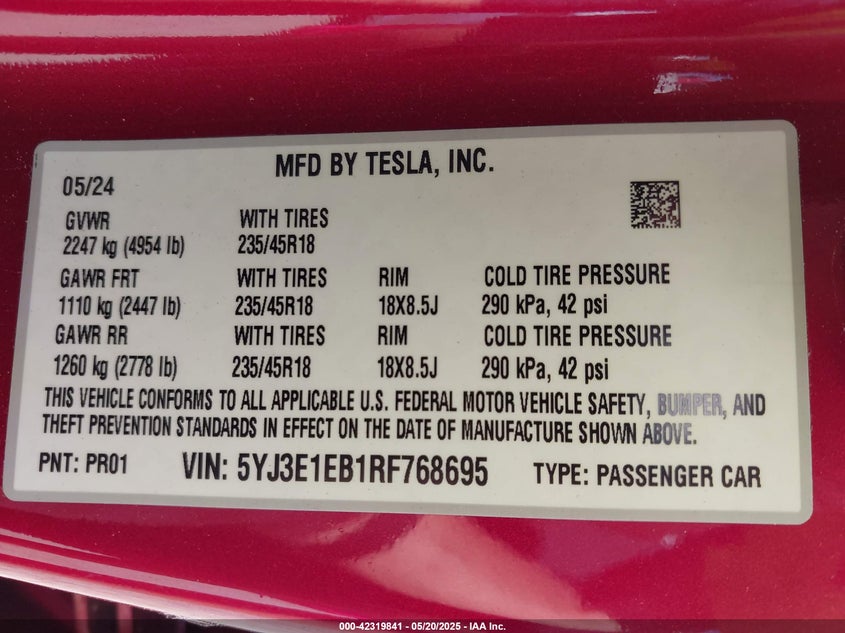 MFD BY TESLA, INC.
05/24
GVWR WITH TIRES
2247 kg (4954 lb) 235/45R18
GAWR FRT WITH TIRES RIM COLD TIRE PRESSURE
1110 kg (2447 lb) 235/45R18 18X8.5J 290 kPa, 42 psi
GAWR RR WITH TIRES RIM COLD TIRE PRESSURE
1260 kg (2778 lb) 235/45R18 18X8.5J 290 kPa, 42 psi
THIS VEHICLE CONFORMS TO ALL APPLICABLE U.S. FEDERAL MOTOR VEHICLE SAFETY, BUMPER, AND
THEFT PREVENTION STANDARDS IN EFFECT ON THE DATE OF MANUFACTURE SHOWN ABOVE.
PNT: PR01 VIN: 5YJ3E1EB1RF768695 TYPE: PASSENGER CAR
000-42319841 - 05/20/2025 - IAA Inc.